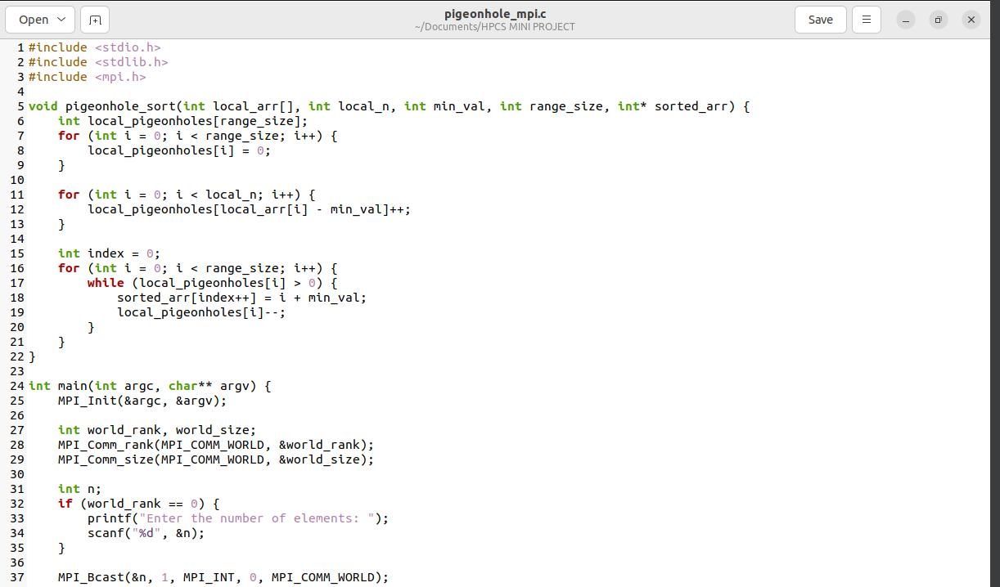 Open
pigeonhole_mpi.c
~/Documents/HPCS MINI PROJECT
Save
1 #include <stdio.h>
2 #include <stdlib.h>
3 #include <mpi.h>
4
5 void pigeonhole_sort(int local_arr[], int local_n, int min_val, int range_size, int* sorted_arr) {
6     int local_pigeonholes[range_size];
7     for (int i = 0; i < range_size; i++) {
8         local_pigeonholes[i] = 0;
9     }
10
11     for (int i = 0; i < local_n; i++) {
12         local_pigeonholes[local_arr[i] - min_val]++;
13     }
14
15     int index = 0;
16     for (int i = 0; i < range_size; i++) {
17         while (local_pigeonholes[i] > 0) {
18             sorted_arr[index++] = i + min_val;
19             local_pigeonholes[i]--;
20         }
21     }
22 }
23
24 int main(int argc, char** argv) {
25     MPI_Init(&argc, &argv);
26
27     int world_rank, world_size;
28     MPI_Comm_rank(MPI_COMM_WORLD, &world_rank);
29     MPI_Comm_size(MPI_COMM_WORLD, &world_size);
30
31     int n;
32     if (world_rank == 0) {
33         printf("Enter the number of elements: ");
34         scanf("%d", &n);
35     }
36
37     MPI_Bcast(&n, 1, MPI_INT, 0, MPI_COMM_WORLD);